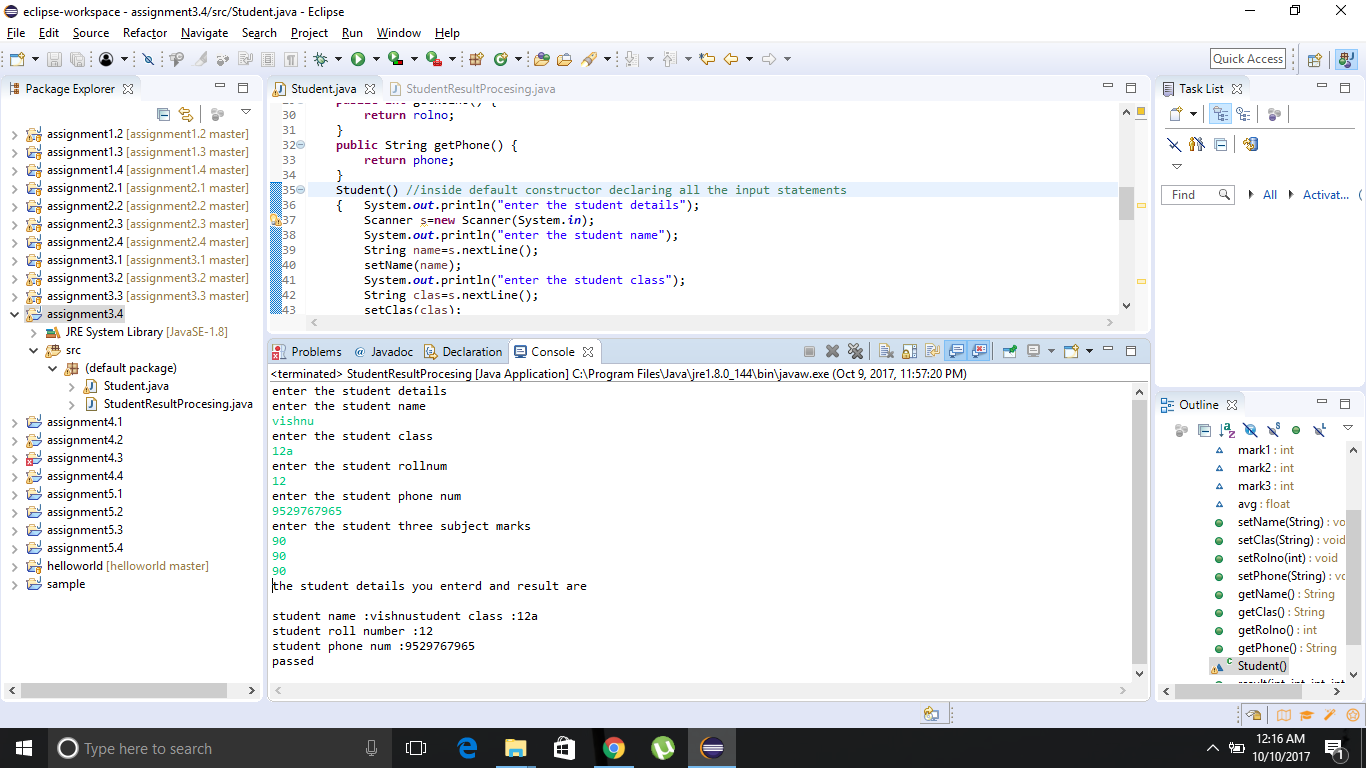 eclipse-workspace - assignment3.4/src/Student.java - Eclipse
File Edit Source Refactor Navigate Search Project Run Window Help
Quick Access
Package Explorer
assignment1.2 [assignment1.2 master]
assignment1.3 [assignment1.3 master]
assignment1.4 [assignment1.4 master]
assignment2.1 [assignment2.1 master]
assignment2.2 [assignment2.2 master]
assignment2.3 [assignment2.3 master]
assignment2.4 [assignment2.4 master]
assignment3.1 [assignment3.1 master]
assignment3.2 [assignment3.2 master]
assignment3.3 [assignment3.3 master]
assignment3.4
JRE System Library [JavaSE-1.8]
src
(default package)
Student.java
StudentResultProcesing.java
assignment4.1
assignment4.2
assignment4.3
assignment4.4
assignment5.1
assignment5.2
assignment5.3
assignment5.4
helloworld [helloworld master]
sample
Student.java StudentResultProcesing.java
30 return rolno;
31 }
32 public String getPhone() {
33 return phone;
34 }
35 Student() //inside default constructor declaring all the input statements
36 { System.out.println("enter the student details");
37 Scanner s=new Scanner(System.in);
38 System.out.println("enter the student name");
39 String name=s.nextLine();
40 setName(name);
41 System.out.println("enter the student class");
42 String clas=s.nextLine();
43 setClas(clas);
Problems @ Javadoc Declaration Console
<terminated> StudentResultProcesing [Java Application] C:\Program Files\Java\jre1.8.0_144\bin\javaw.exe (Oct 9, 2017, 11:57:20 PM)
enter the student details
enter the student name
vishnu
enter the student class
12a
enter the student rollnum
12
enter the student phone num
9529767965
enter the student three subject marks
90
90
90
the student details you enterd and result are
student name :vishnustudent class :12a
student roll number :12
student phone num :9529767965
passed
Task List
Find All Activat...
Outline
mark1 : int
mark2 : int
mark3 : int
avg : float
setName(String) : vo
setClas(String) : void
setRolno(int) : void
setPhone(String) : vo
getName() : String
getClas() : String
getRolno() : int
getPhone() : String
Student()
Type here to search
12:16 AM
10/10/2017
1